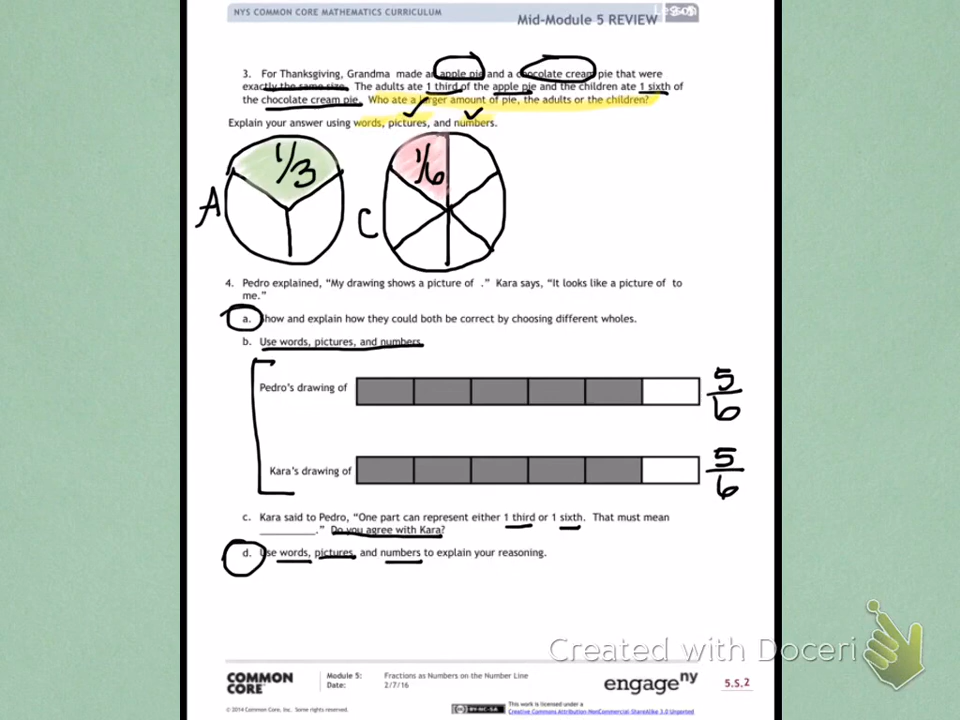 NYS COMMON CORE MATHEMATICS CURRICULUM
Mid-Module 5 REVIEW
3. For Thanksgiving, Grandma made an apple pie and a chocolate cream pie that were
exactly the same size. The adults ate 1 third of the apple pie and the children ate 1 sixth of
the chocolate cream pie. Who ate a larger amount of pie, the adults or the children?
Explain your answer using words, pictures, and numbers.
1/3
1/6
A
C
4. Pedro explained, “My drawing shows a picture of .” Kara says, “It looks like a picture of to
me.”
a. Show and explain how they could both be correct by choosing different wholes.
b. Use words, pictures, and numbers.
Pedro’s drawing of
5
6
Kara’s drawing of
5
6
c. Kara said to Pedro, “One part can represent either 1 third or 1 sixth. That must mean
_________.” Do you agree with Kara?
d. Use words, pictures, and numbers to explain your reasoning.
Created with Doceri
COMMON
CORE
Module 5: Fractions as Numbers on the Number Line
Date: 2/7/16
engageny
5.S.2
© 2014 Common Core, Inc. Some rights reserved.
This work is licensed under a
Creative Commons Attribution-NonCommercial-ShareAlike 3.0 Unported